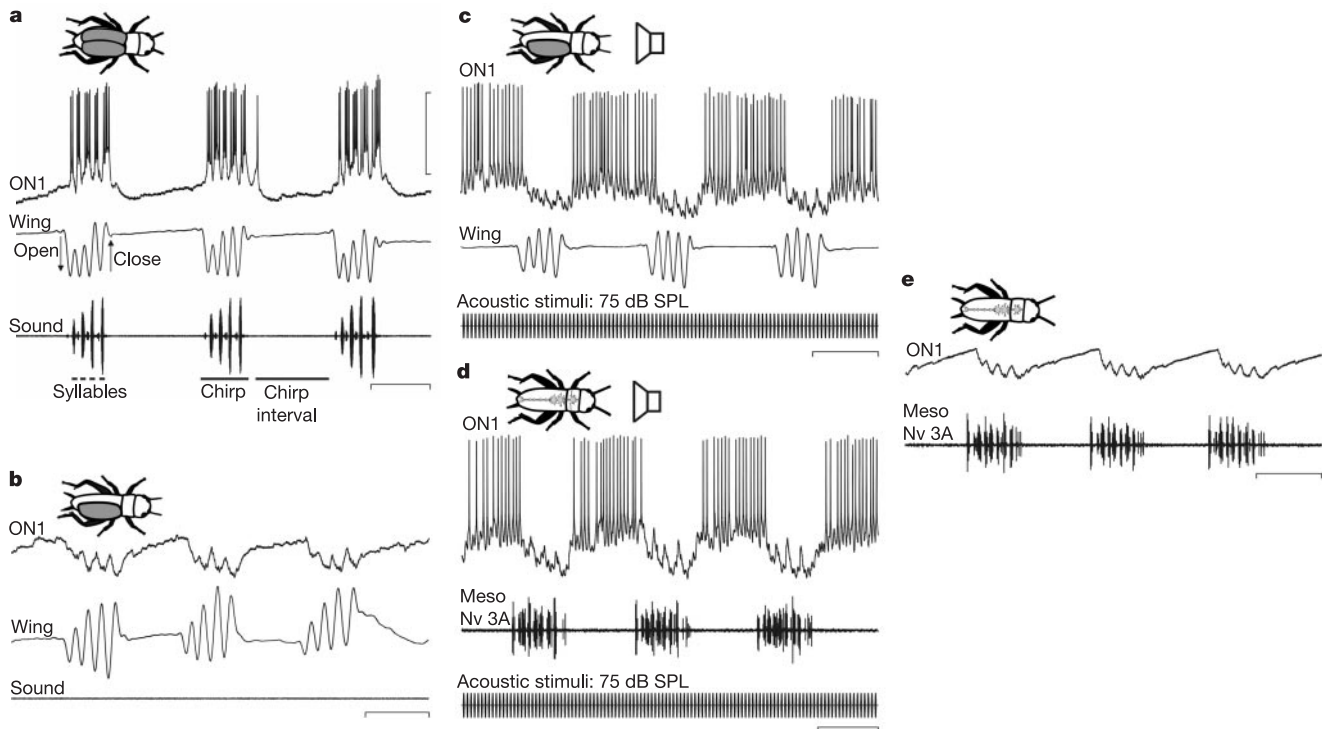 a
ON1
Wing
Open
Close
Sound
Syllables
Chirp
Chirp
interval
b
ON1
Wing
Sound
c
ON1
Wing
Acoustic stimuli: 75 dB SPL
d
ON1
Meso
Nv 3A
Acoustic stimuli: 75 dB SPL
e
ON1
Meso
Nv 3A